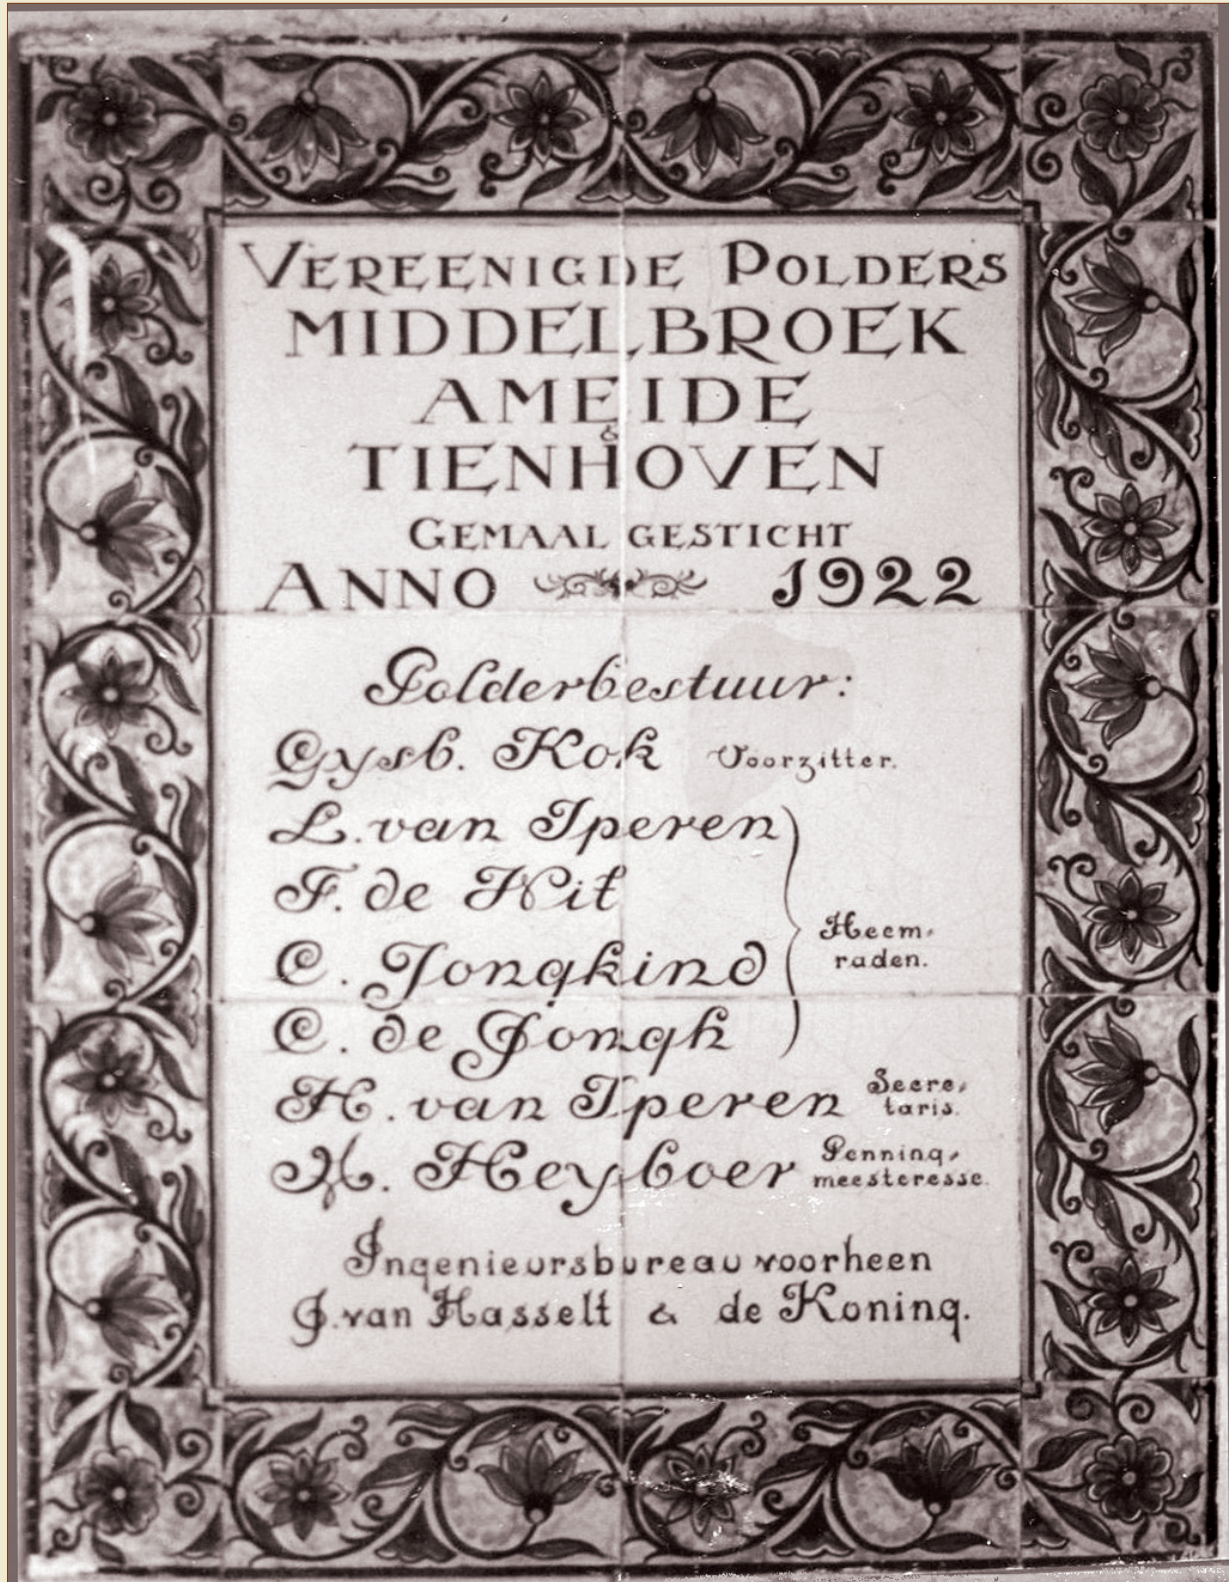 VEREENIGDE POLDERS
MIDDELBROEK
AMEIDE
&
TIENHOVEN
GEMAAL GESTICHT
ANNO 1922
Polderbestuur:
Gysb. Kok Voorzitter.
L. van Iperen
F. de Wit
C. Jongkind
Heem-
raden.
C. de Jongh
H. van Iperen Secre-
taris.
H. Heyboer Penning-
meesteresse.
Ingenieursbureau voorheen
J. van Hasselt & de Koning.